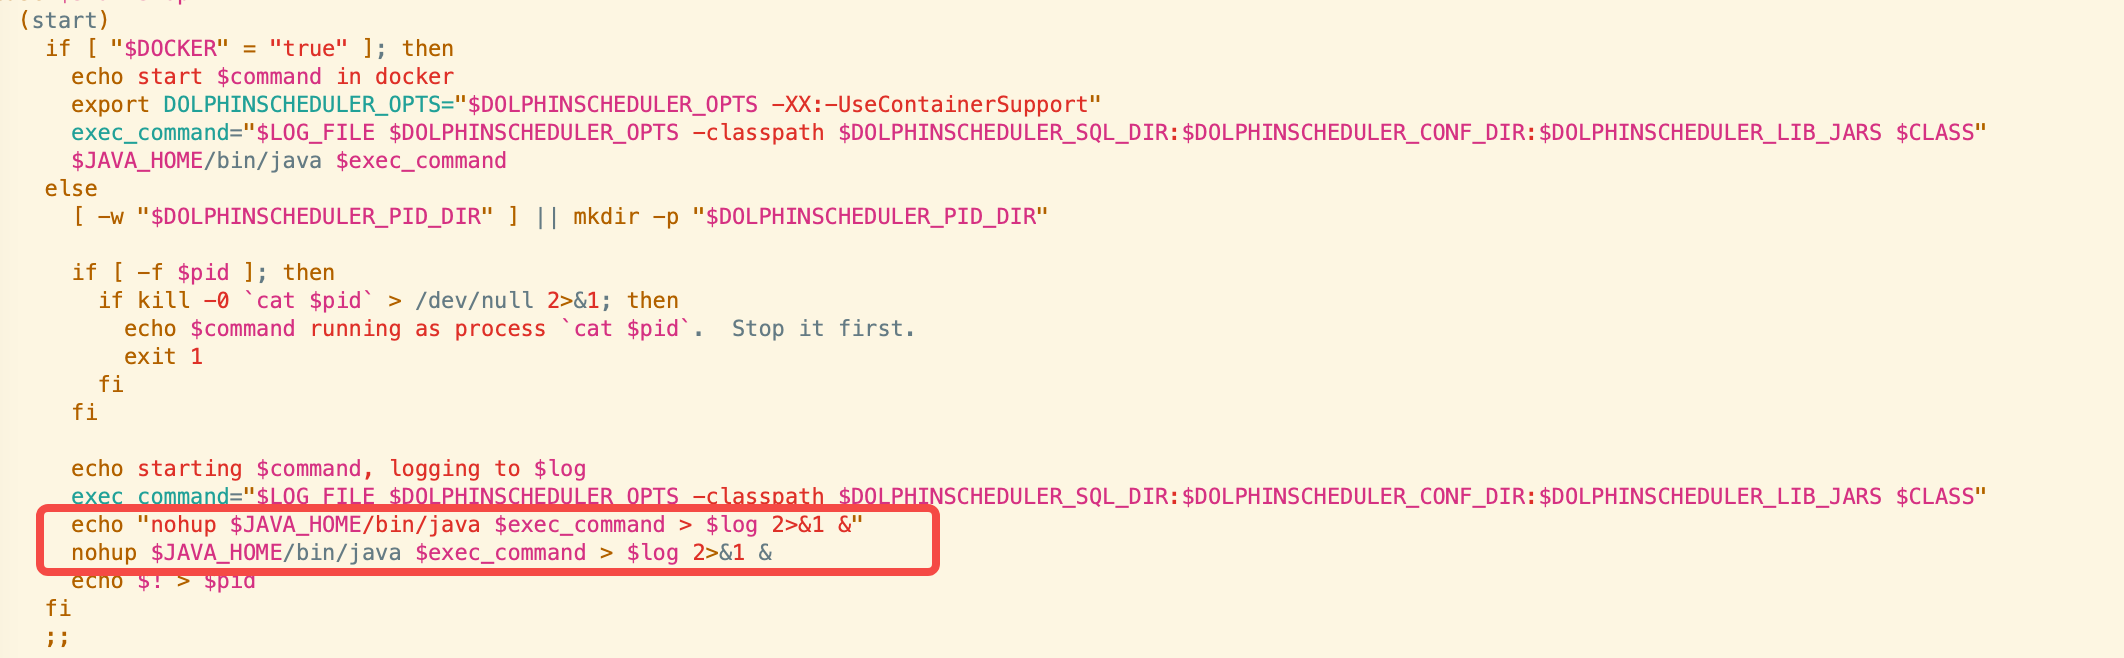 (start)
if [ "$DOCKER" = "true" ]; then
echo start $command in docker
export DOLPHINSCHEDULER_OPTS="$DOLPHINSCHEDULER_OPTS -XX:-UseContainerSupport"
exec_command="$LOG_FILE $DOLPHINSCHEDULER_OPTS -classpath $DOLPHINSCHEDULER_SQL_DIR:$DOLPHINSCHEDULER_CONF_DIR:$DOLPHINSCHEDULER_LIB_JARS $CLASS"
$JAVA_HOME/bin/java $exec_command
else
[ -w "$DOLPHINSCHEDULER_PID_DIR" ] || mkdir -p "$DOLPHINSCHEDULER_PID_DIR"
if [ -f $pid ]; then
if kill -0 `cat $pid` > /dev/null 2>&1; then
echo $command running as process `cat $pid`.  Stop it first.
exit 1
fi
fi
echo starting $command, logging to $log
exec_command="$LOG_FILE $DOLPHINSCHEDULER_OPTS -classpath $DOLPHINSCHEDULER_SQL_DIR:$DOLPHINSCHEDULER_CONF_DIR:$DOLPHINSCHEDULER_LIB_JARS $CLASS"
echo "nohup $JAVA_HOME/bin/java $exec_command > $log 2>&1 &"
nohup $JAVA_HOME/bin/java $exec_command > $log 2>&1 &
echo $! > $pid
fi
;;